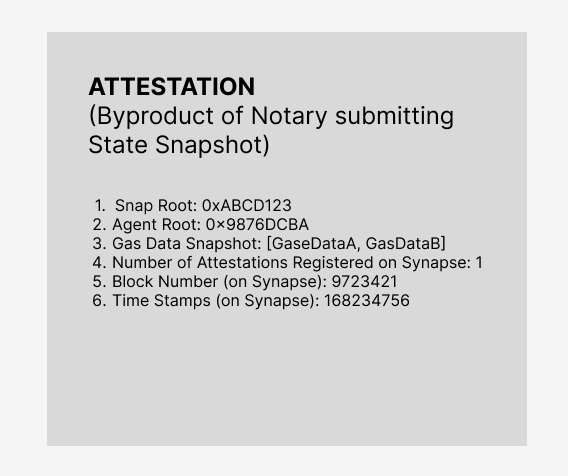 ATTESTATION
(Byproduct of Notary submitting
State Snapshot)
1. Snap Root: 0xABCD123
2. Agent Root: 0×9876DCBA
3. Gas Data Snapshot: [GaseDataA, GasDataB]
4. Number of Attestations Registered on Synapse: 1
5. Block Number (on Synapse): 9723421
6. Time Stamps (on Synapse): 168234756